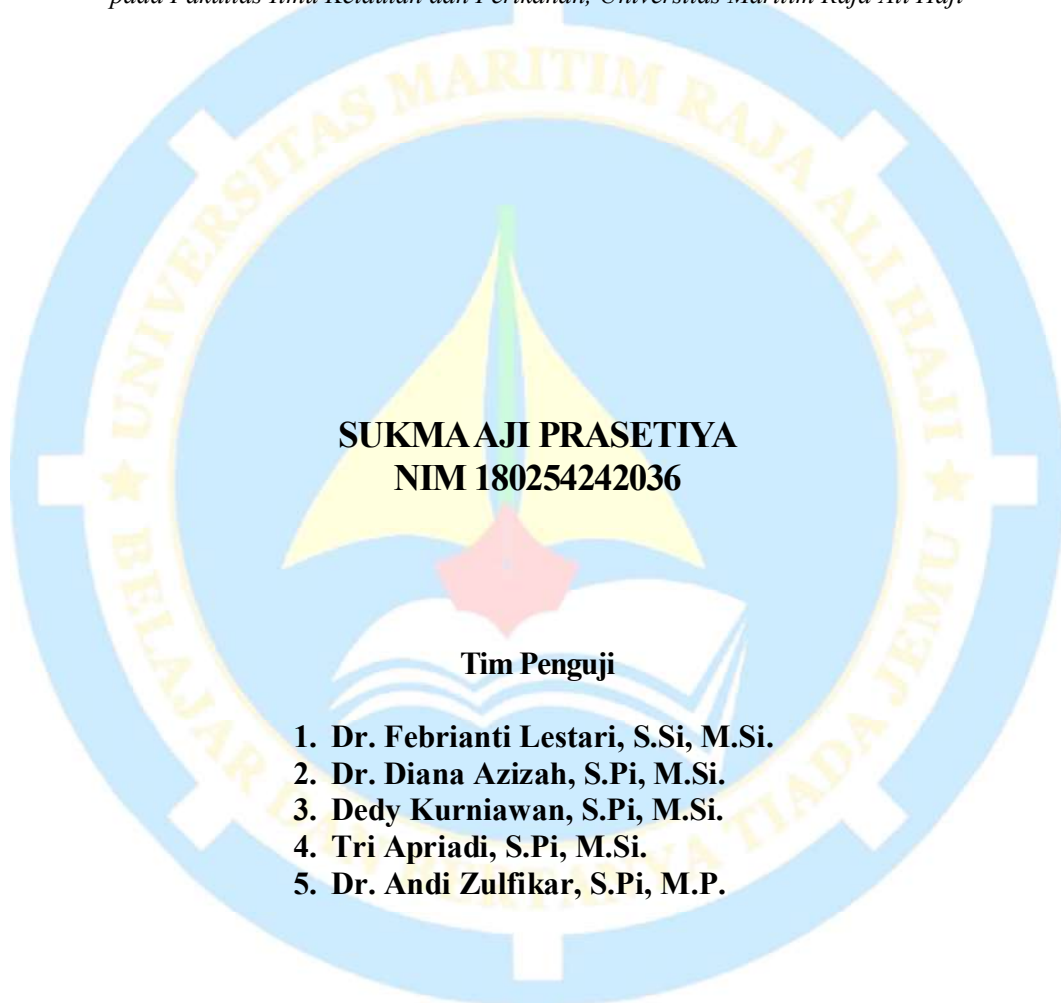 pada Fakultas Ilmu Kelautan dan Perikanan, Universitas Maritim Raja Ali Haji
UNIVERSITAS MARITIM RAJA ALI HAJI
SUKMA AJI PRASETIYA
NIM 180254242036
Tim Penguji
1. Dr. Febrianti Lestari, S.Si, M.Si.
2. Dr. Diana Azizah, S.Pi, M.Si.
3. Dedy Kurniawan, S.Pi, M.Si.
4. Tri Apriadi, S.Pi, M.Si.
5. Dr. Andi Zulfikar, S.Pi, M.P.
BELAJAR TIADA JEMU